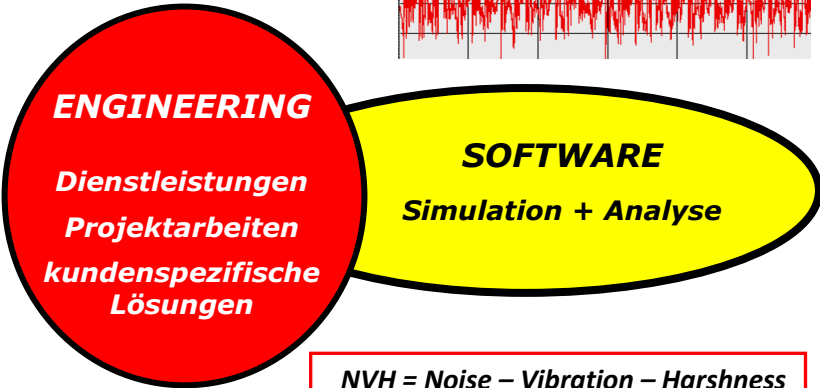 ENGINEERING
Dienstleistungen
Projektarbeiten
kundenspezifische
Lösungen
SOFTWARE
Simulation + Analyse
NVH = Noise – Vibration – Harshness